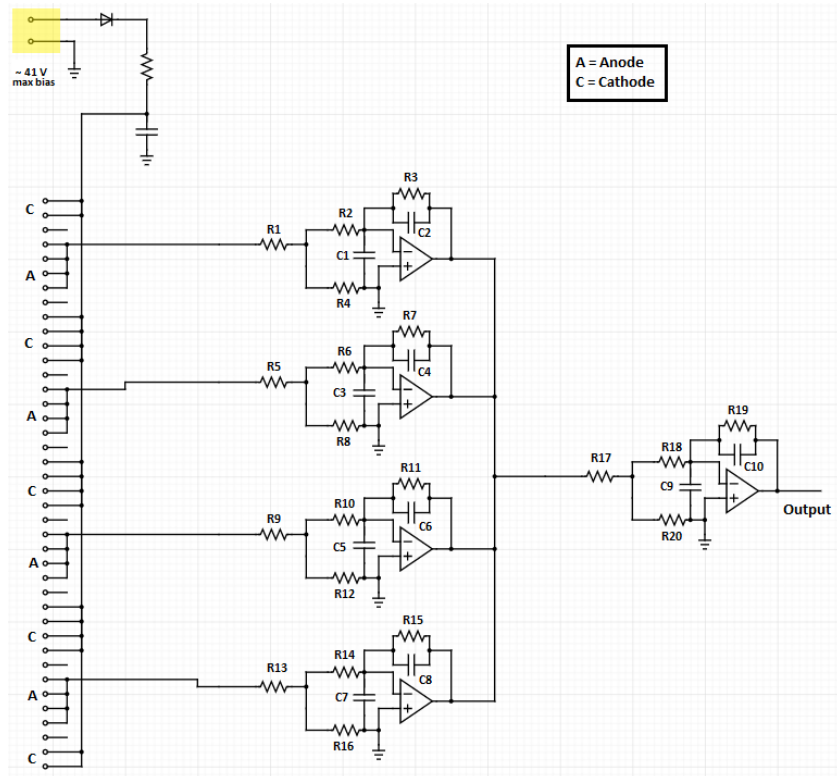 ~ 41 V
max bias
A = Anode
C = Cathode
C
A
C
A
C
A
C
A
C
R1
R2
R3
C1
C2
R4
R5
R6
R7
C3
C4
R8
R9
R10
R11
C5
C6
R12
R13
R14
R15
C7
C8
R16
R17
R18
R19
C9
C10
R20
Output